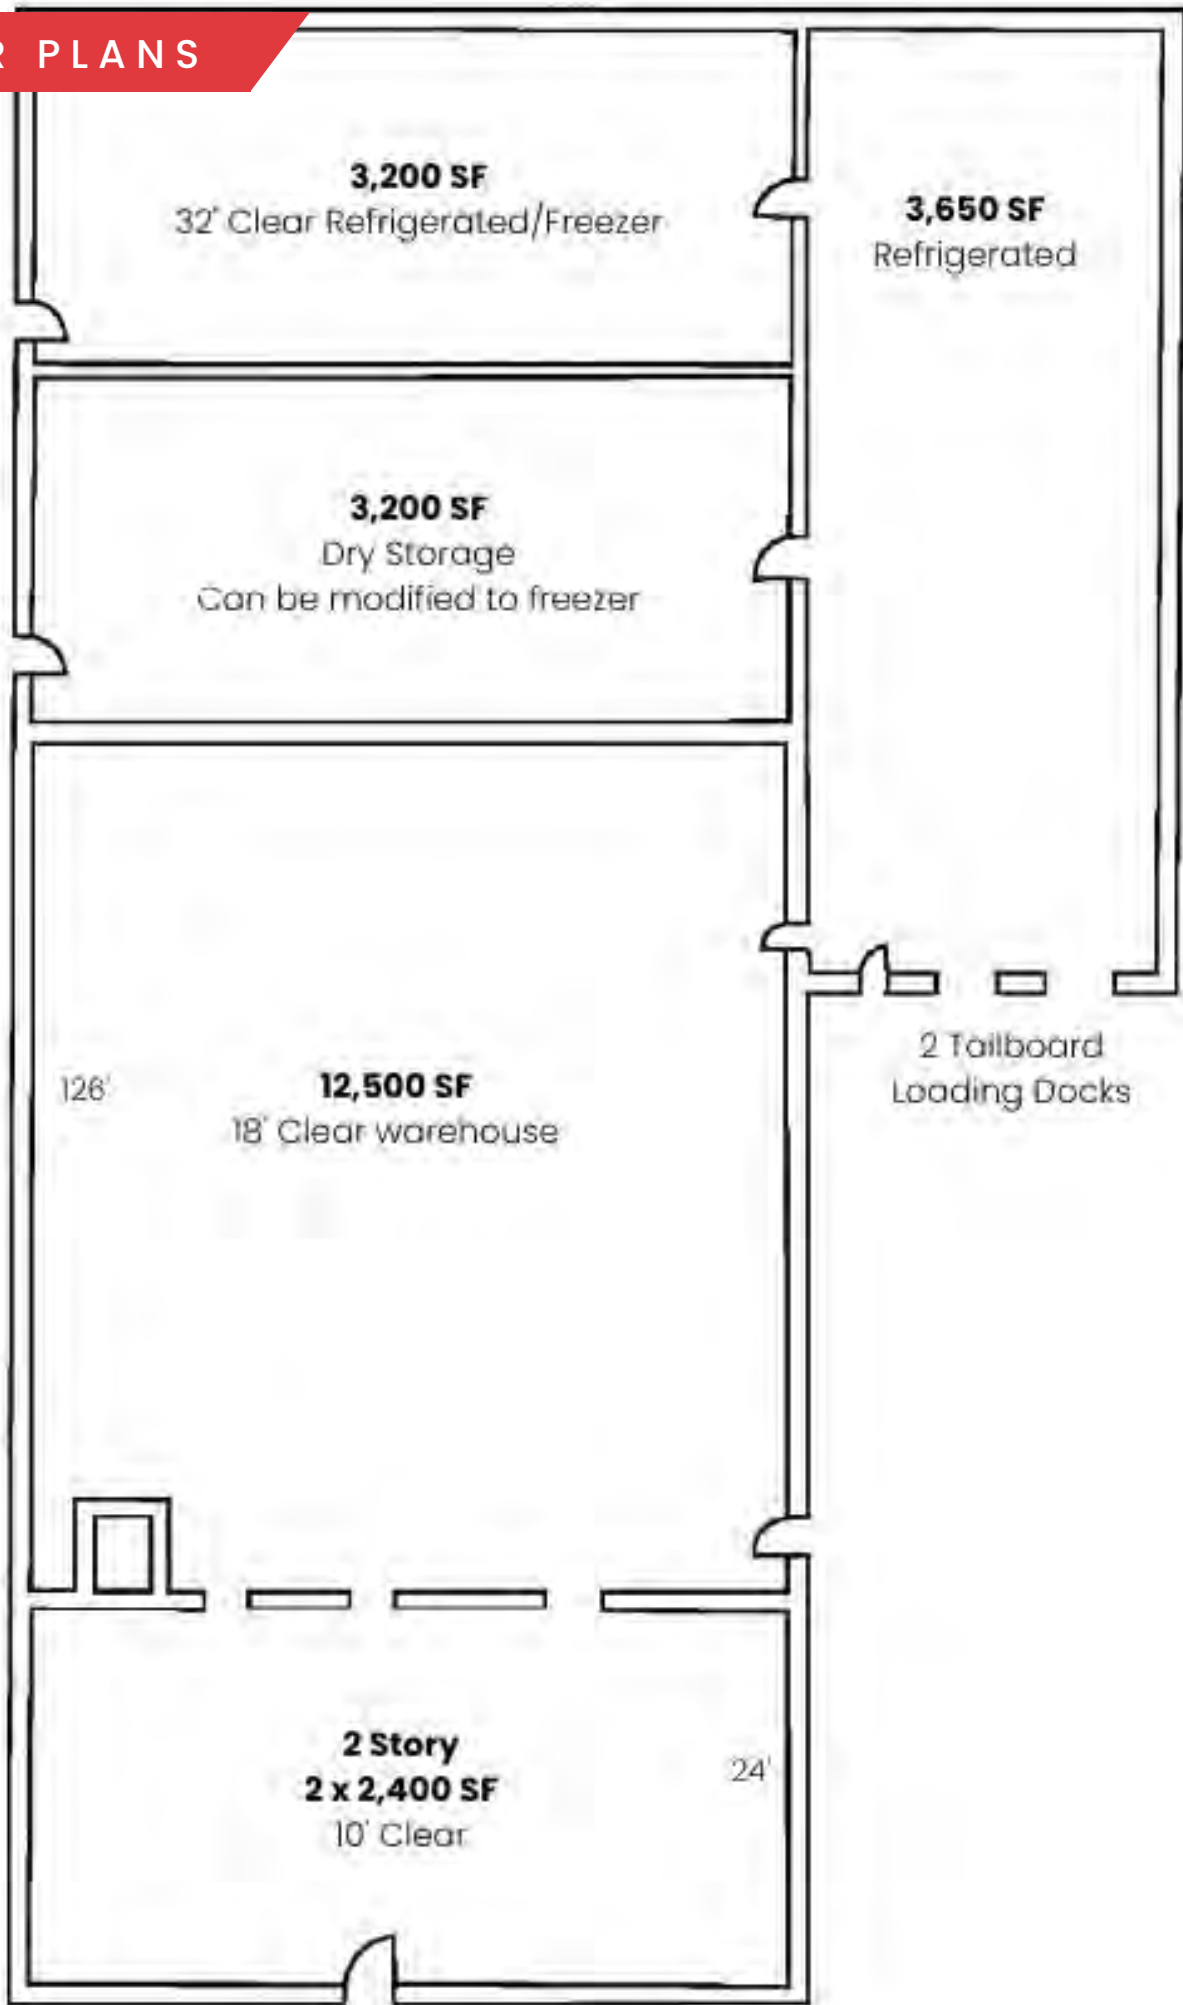 R PLANS
3,200 SF
32' Clear Refrigerated/Freezer
3,650 SF
Refrigerated
3,200 SF
Dry Storage
Can be modified to freezer
2 Tailboard
Loading Docks
126'
12,500 SF
18' Clear warehouse
2 Story
2 x 2,400 SF
10' Clear
24'